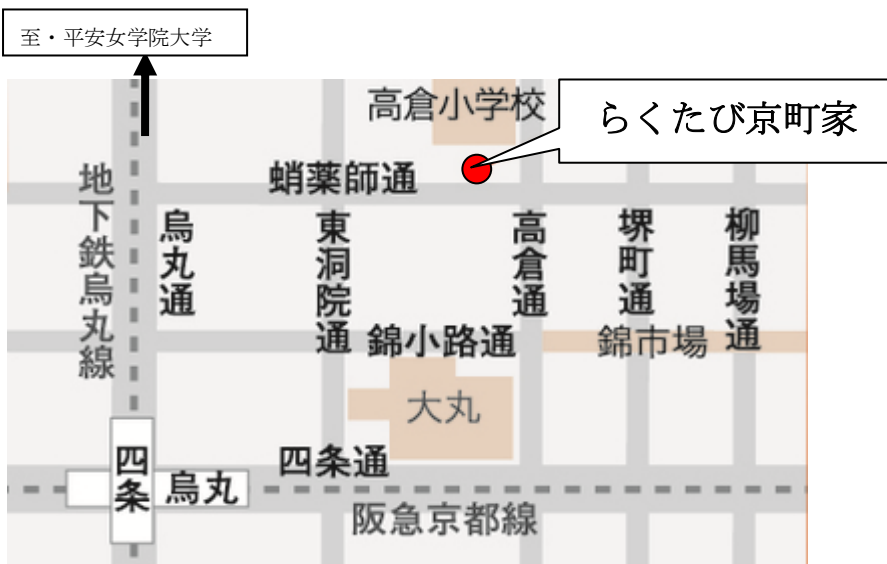 至・平安女学院大学
高倉小学校
らくたび京町家
蛸薬師通
地下鉄烏丸線
烏丸通
東洞院通
高倉通
堺町通
柳馬場通
錦小路通
錦市場
大丸
四条通
四条
烏丸
阪急京都線